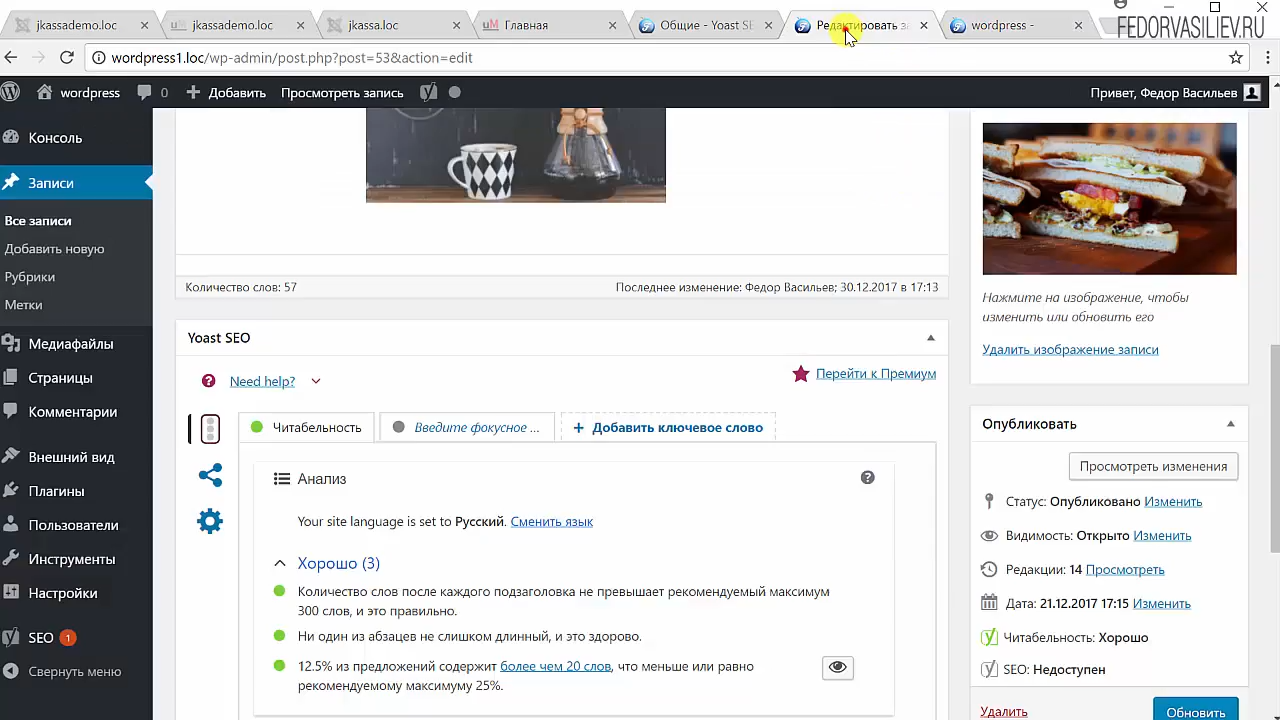 jkassademo.loc
jkassademo.loc
jkassa.loc
Главная
Общие - Yoast SE
Редактировать за
wordpress -
FEDORVASILIEV.RU
wordpress1.loc/wp-admin/post.php?post=53&action=edit
wordpress
0
Добавить
Просмотреть запись
Привет, Федор Васильев
Консоль
Записи
Все записи
Добавить новую
Рубрики
Метки
Медиафайлы
Страницы
Комментарии
Внешний вид
Плагины
Пользователи
Инструменты
Настройки
SEO 1
Свернуть меню
Количество слов: 57
Последнее изменение: Федор Васильев; 30.12.2017 в 17:13
Yoast SEO
Need help?
Перейти к Премиум
Читабельность
Введите фокусное ...
+ Добавить ключевое слово
Анализ
Your site language is set to Русский. Сменить язык
Хорошо (3)
Количество слов после каждого подзаголовка не превышает рекомендуемый максимум
300 слов, и это правильно.
Ни один из абзацев не слишком длинный, и это здорово.
12.5% из предложений содержит более чем 20 слов, что меньше или равно
рекомендуемому максимуму 25%.
Нажмите на изображение, чтобы
изменить или обновить его
Удалить изображение записи
Опубликовать
Просмотреть изменения
Статус: Опубликовано Изменить
Видимость: Открыто Изменить
Редакции: 14 Просмотреть
Дата: 21.12.2017 17:15 Изменить
Читабельность: Хорошо
SEO: Недоступен
Удалить
Обновить